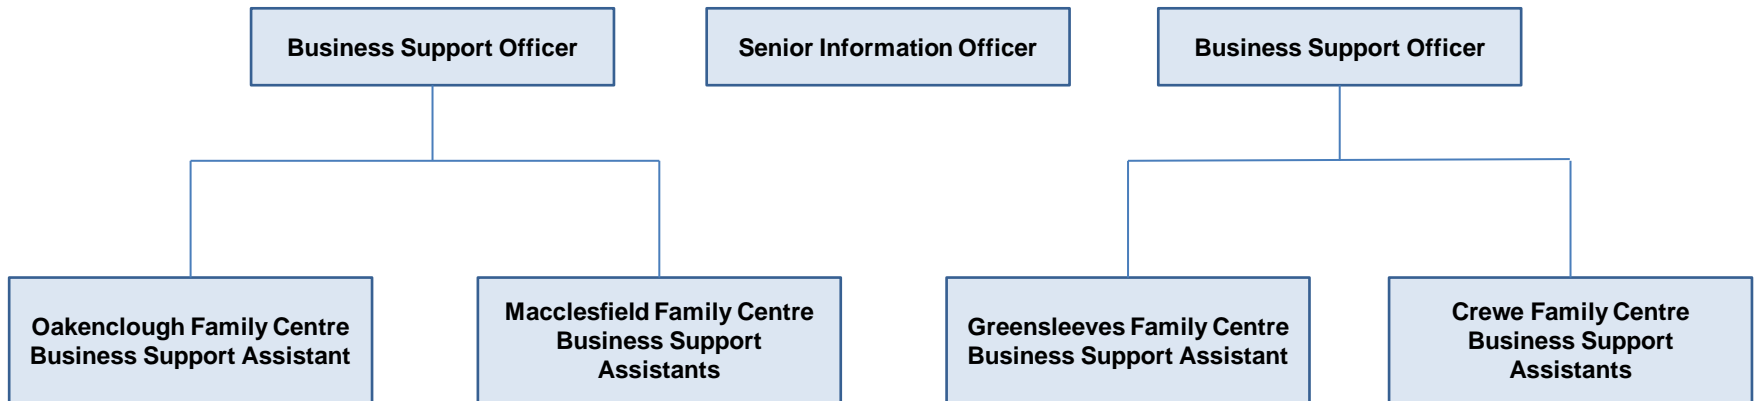 Business Support Officer
Senior Information Officer
Business Support Officer
Oakenclough Family Centre
Business Support Assistant
Macclesfield Family Centre
Business Support
Assistants
Greensleeves Family Centre
Business Support Assistant
Crewe Family Centre
Business Support
Assistants